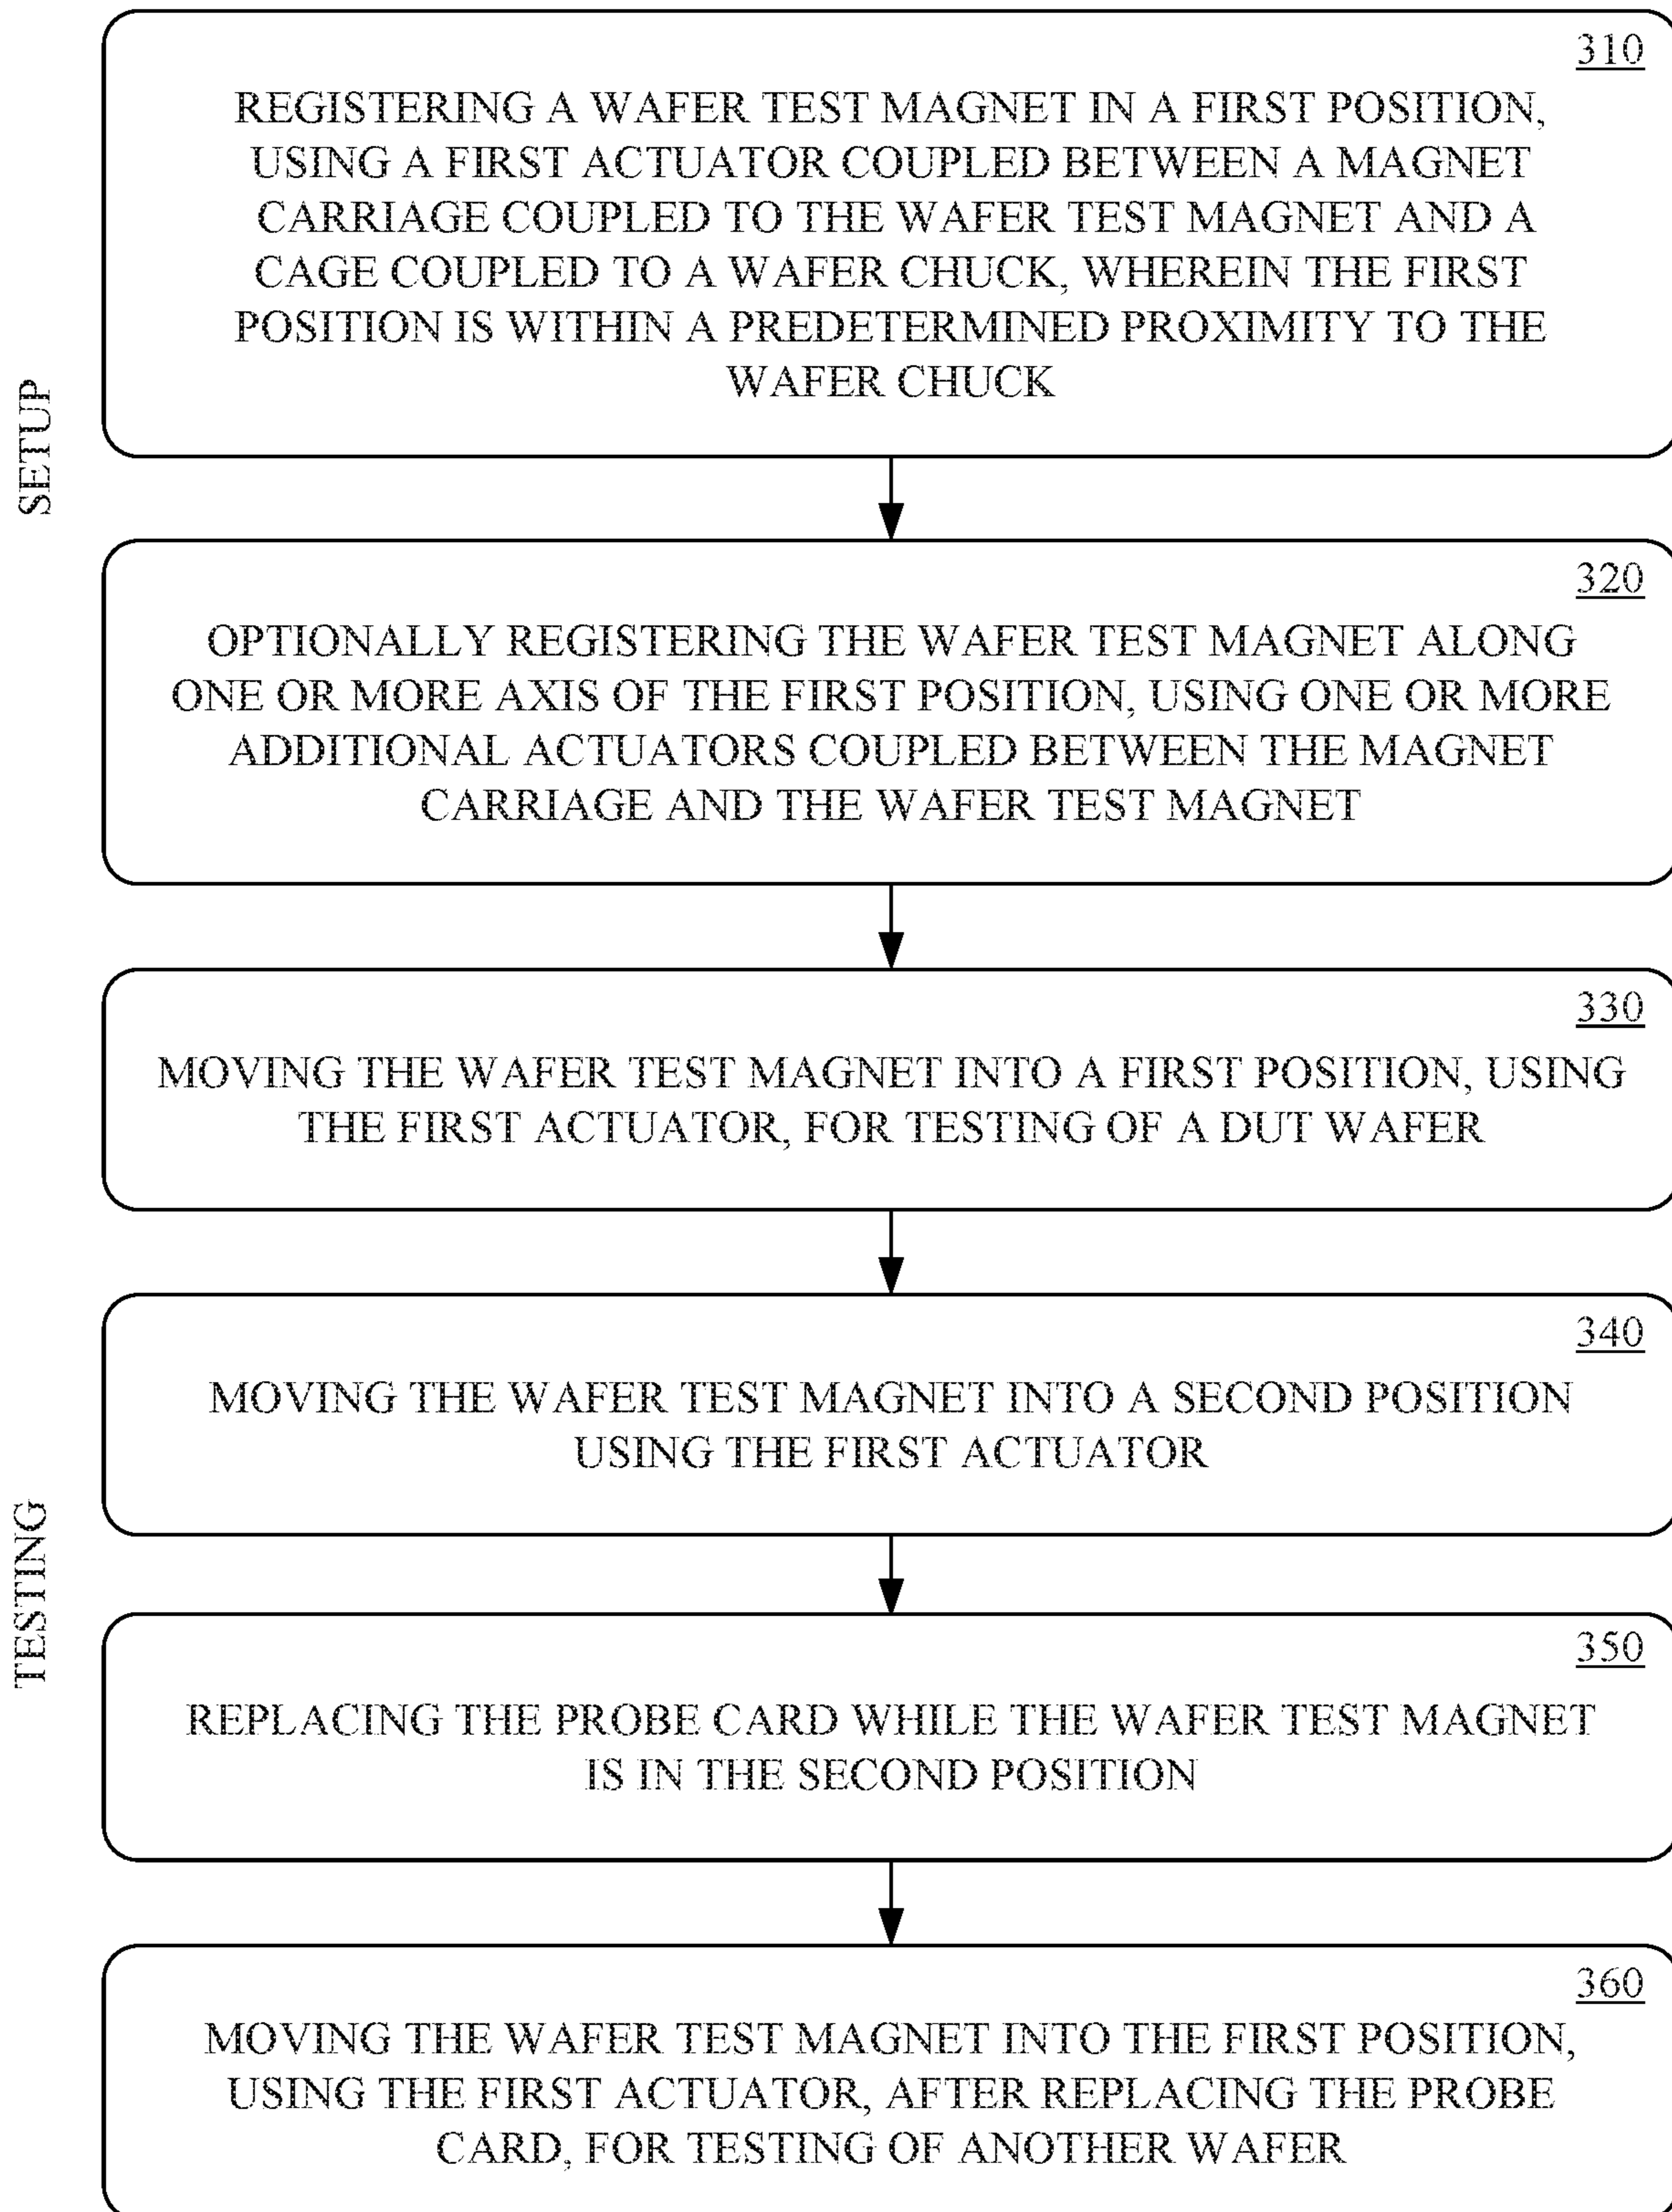 SETUP
310
REGISTERING A WAFER TEST MAGNET IN A FIRST POSITION,
USING A FIRST ACTUATOR COUPLED BETWEEN A MAGNET
CARRIAGE COUPLED TO THE WAFER TEST MAGNET AND A
CAGE COUPLED TO A WAFER CHUCK, WHEREIN THE FIRST
POSITION IS WITHIN A PREDETERMINED PROXIMITY TO THE
WAFER CHUCK
320
OPTIONALLY REGISTERING THE WAFER TEST MAGNET ALONG
ONE OR MORE AXIS OF THE FIRST POSITION, USING ONE OR MORE
ADDITIONAL ACTUATORS COUPLED BETWEEN THE MAGNET
CARRIAGE AND THE WAFER TEST MAGNET
TESTING
330
MOVING THE WAFER TEST MAGNET INTO A FIRST POSITION, USING
THE FIRST ACTUATOR, FOR TESTING OF A DUT WAFER
340
MOVING THE WAFER TEST MAGNET INTO A SECOND POSITION
USING THE FIRST ACTUATOR
350
REPLACING THE PROBE CARD WHILE THE WAFER TEST MAGNET
IS IN THE SECOND POSITION
360
MOVING THE WAFER TEST MAGNET INTO THE FIRST POSITION,
USING THE FIRST ACTUATOR, AFTER REPLACING THE PROBE
CARD, FOR TESTING OF ANOTHER WAFER